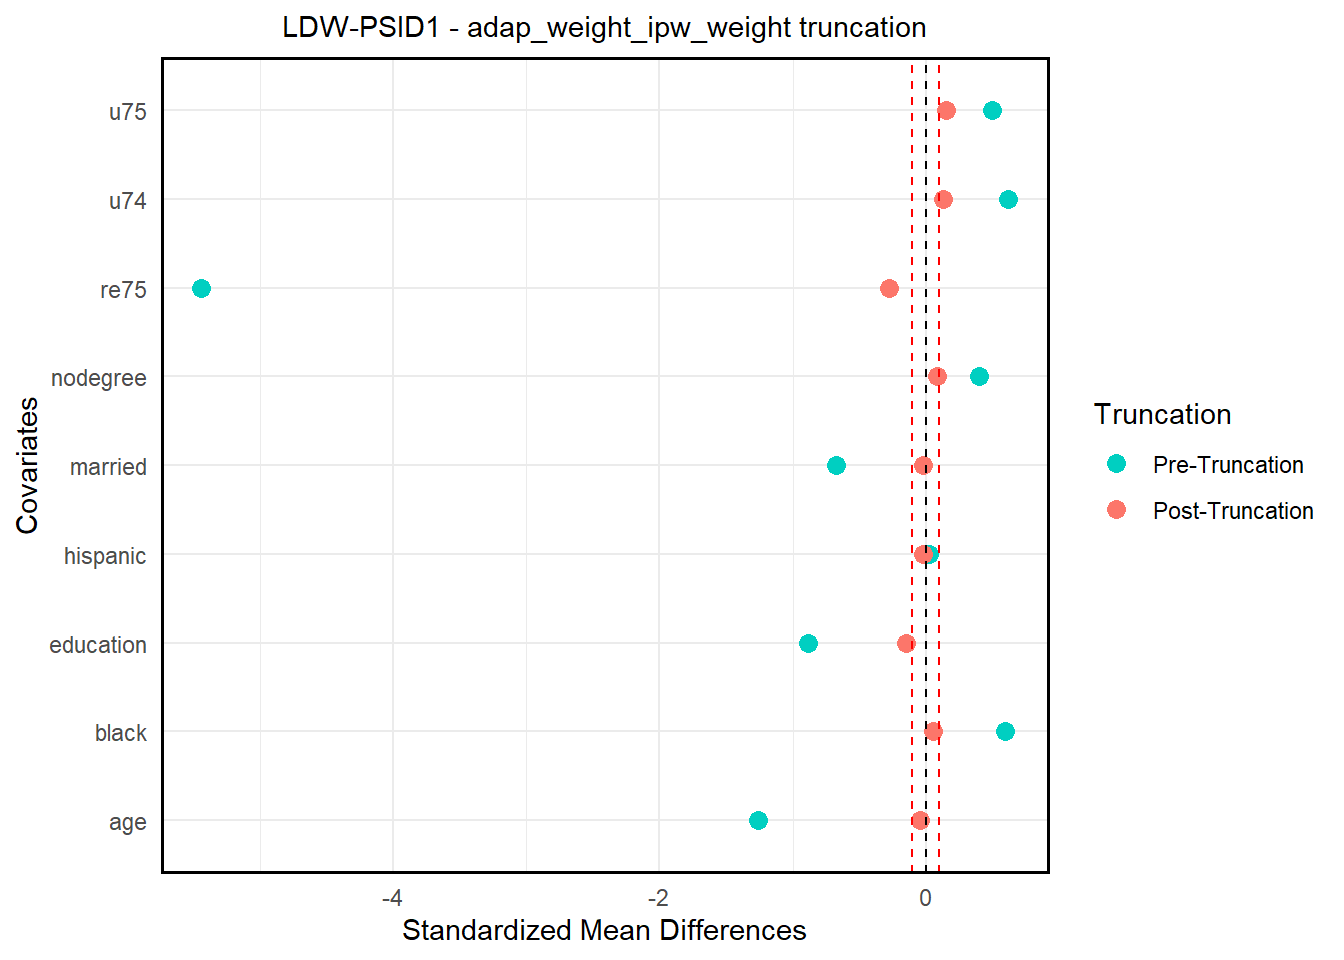 LDW-PSID1 - adap_weight_ipw_weight truncation
u75
u74
re75
nodegree
married
hispanic
education
black
age
Covariates
-4
-2
0
Standardized Mean Differences
Truncation
Pre-Truncation
Post-Truncation